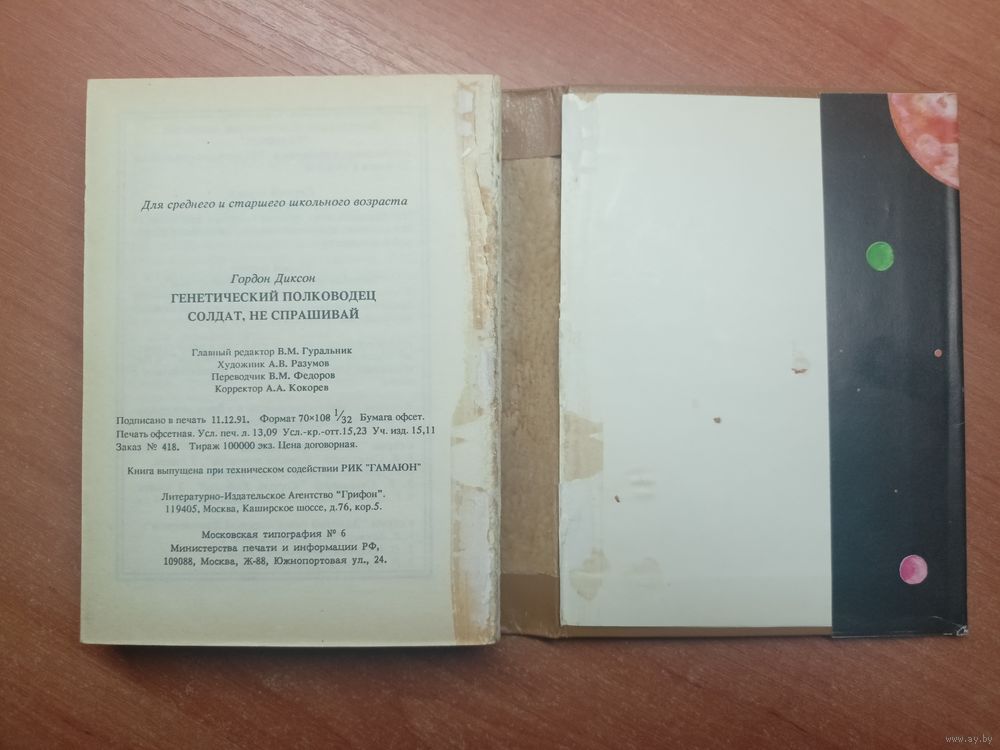 Для среднего и старшего школьного возраста
Гордон Диксон
ГЕНЕТИЧЕСКИЙ ПОЛКОВОДЕЦ
СОЛДАТ, НЕ СПРАШИВАЙ
Главный редактор В.М. Гуральник
Художник А.В. Разумов
Переводчик В.М. Федоров
Корректор А.А. Кокорев
Подписано в печать 11.12.91. Формат 70×108 1/32 Бумага офсет.
Печать офсетная. Усл. печ. л. 13,09 Усл.-кр.-отт.15,23 Уч. изд. 15,11
Заказ № 418. Тираж 100000 экз. Цена договорная.
Книга выпущена при техническом содействии РИК "ГАМАЮН"
Литературно-Издательское Агентство "Грифон".
119405, Москва, Каширское шоссе, д.76, кор.5.
Московская типография № 6
Министерства печати и информации РФ,
109088, Москва, Ж-88, Южнопортовая ул., 24.
www.ay.by